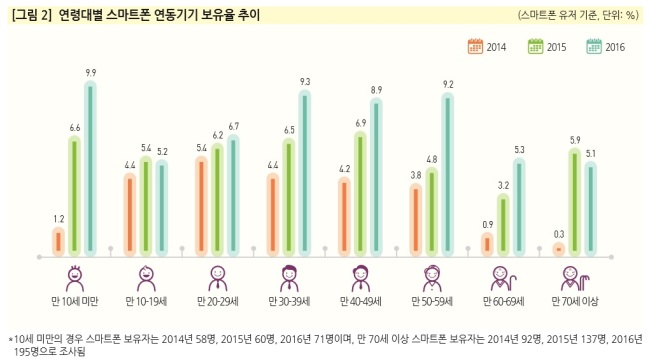 [그림 2] 연령대별 스마트폰 연동기기 보유율 추이
(스마트폰 유저 기준, 단위: %)
2014 2015 2016
1.2 6.6 9.9
4.4 5.4 5.2
5.4 6.2 6.7
4.4 6.5 9.3
4.2 6.9 8.9
3.8 4.8 9.2
0.9 3.2 5.3
0.3 5.9 5.1
만 10세 미만 만 10-19세 만 20-29세 만 30-39세 만 40-49세 만 50-59세 만 60-69세 만 70세 이상
*10세 미만의 경우 스마트폰 보유자는 2014년 58명, 2015년 60명, 2016년 71명이며, 만 70세 이상 스마트폰 보유자는 2014년 92명, 2015년 137명, 2016년
195명으로 조사됨